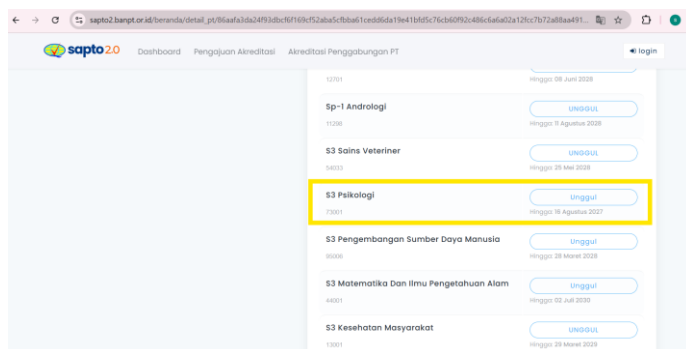 sapto2.banpt.or.id/beranda/detail_pt/86aafa3da24f93dbcf6f169cf52aba5cfbba61cedd6da19e41bfd5c76cb60f92c486c6a6a02a12fcc7b72a88aa491...
sapto 2.0 Dashboard Pengajuan Akreditasi Akreditasi Penggabungan PT login
12701 Hingga: 08 Juni 2028
Sp-1 Andrologi UNGGUL
11298 Hingga: 11 Agustus 2028
S3 Sains Veteriner UNGGUL
54033 Hingga: 25 Mei 2028
S3 Psikologi Unggul
73001 Hingga: 16 Agustus 2027
S3 Pengembangan Sumber Daya Manusia Unggul
Hingga: 28 Maret 2028
S3 Matematika Dan Ilmu Pengetahuan Alam Unggul
44001 Hingga: 02 Juli 2030
S3 Kesehatan Masyarakat UNGGUL
13001 Hingga: 29 Maret 2029